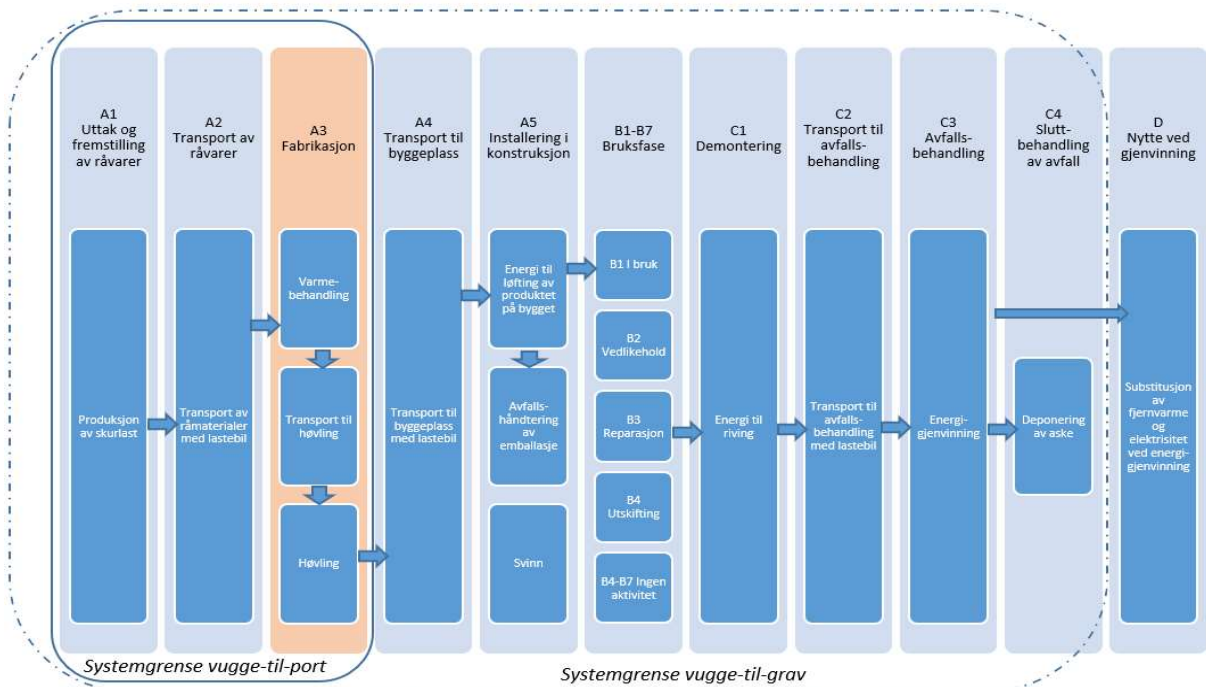 A1
Uttak og
fremstilling
av råvarer
A2
Transport av
råvarer
A3
Fabrikasjon
A4
Transport til
byggeplass
A5
Installering i
konstruksjon
B1-B7
Bruksfase
C1
Demontering
C2
Transport til
avfalls-
behandling
C3
Avfalls-
behandling
C4
Slutt-
behandling
av avfall
D
Nytte ved
gjenvinning
Produksjon
av skurlast
Transport av
råmaterialer
med lastebil
Varme-
behandling
Transport til
høvling
Høvling
Transport til
byggeplass
med lastebil
Energi til
løfting av
produktet
på bygget
Avfalls-
håndtering
av
emballasje
Svinn
B1 I bruk
B2
Vedlikehold
B3
Reparasjon
B4
Utskifting
B4-B7 Ingen
aktivitet
Energi til
riving
Transport til
avfalls-
behandling
med lastebil
Energi-
gjenvinning
Deponering
av aske
Substitusjon
av
fjernvarme
og
elektrisitet
ved energi-
gjenvinning
Systemgrense vugge-til-port
Systemgrense vugge-til-grav